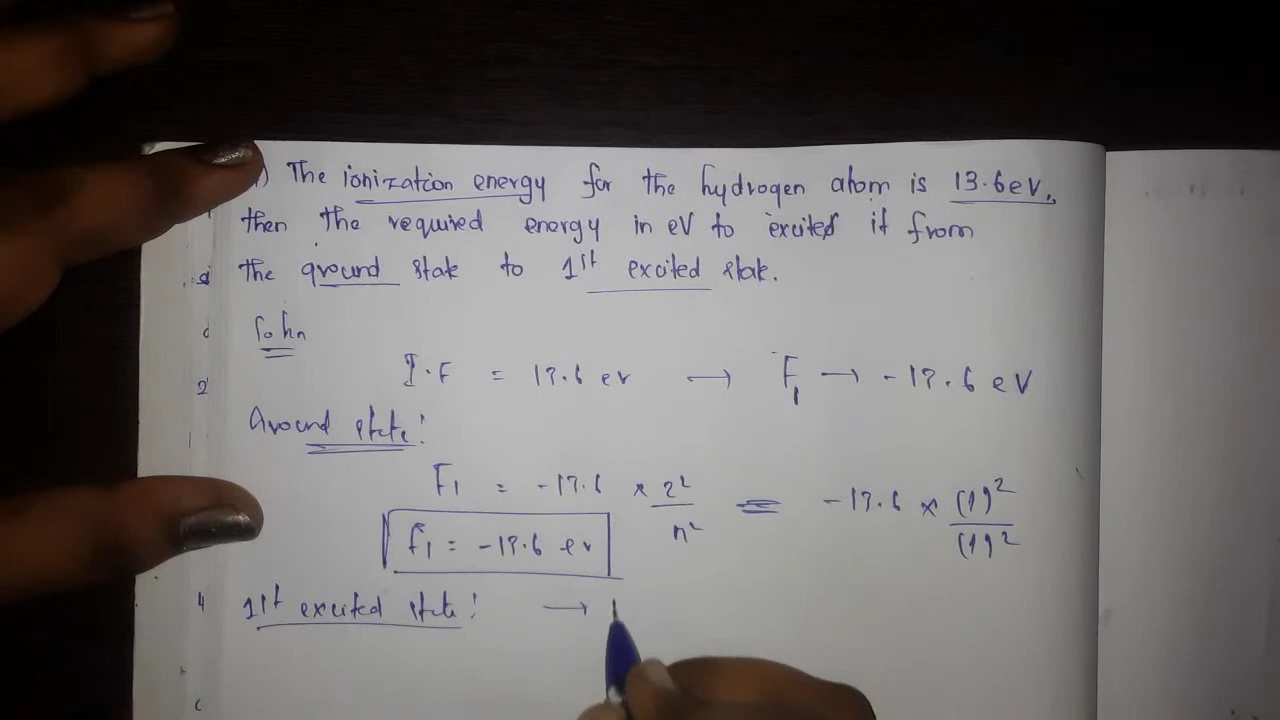 The ionization energy for the hydrogen atom is 13.6eV,
then the required energy in eV to excited it from
the ground state to 1st excited state.
Soln
I.E = 13.6 ev → E1 → -13.6 eV
Ground state:
E1 = -13.6 × Z²/n² = -13.6 × (1)²/(1)²
E1 = -13.6 ev
1st excited state: →